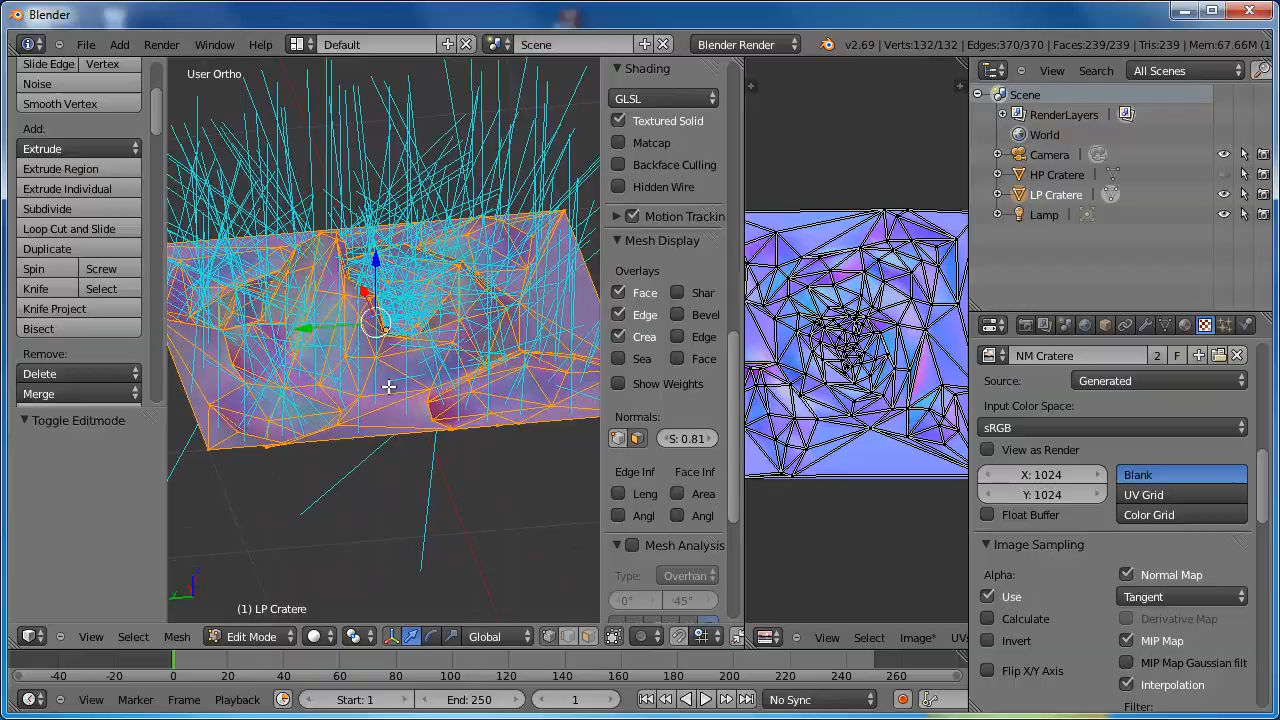 Blender
File Add Render Window Help Default Scene Blender Render v2.69 | Verts:132/132 | Edges:370/370 | Faces:239/239 | Tris:239 | Mem:67.66M (1
Slide Edge Vertex
Noise
Smooth Vertex
Add:
Extrude
Extrude Region
Extrude Individual
Subdivide
Loop Cut and Slide
Duplicate
Spin Screw
Knife Select
Knife Project
Bisect
Remove:
Delete
Merge
Toggle Editmode
User Ortho
(1) LP Cratere
Shading
GLSL
Textured Solid
Matcap
Backface Culling
Hidden Wire
Motion Trackin
Mesh Display
Overlays:
Face Shar
Edge Bevel
Crea Edge
Sea Face
Show Weights
Normals:
S: 0.81
Edge Inf Face Inf
Leng Area
Angl Angl
Mesh Analysis
Type: Overhan
0° 45°
View Search All Scenes
Scene
RenderLayers
World
Camera
HP Cratere
LP Cratere
Lamp
NM Cratere 2 F
Source: Generated
Input Color Space:
sRGB
View as Render
X: 1024 Blank
Y: 1024 UV Grid
Float Buffer Color Grid
Image Sampling
Alpha: Normal Map
Use Tangent
Calculate Derivative Map
Invert MIP Map
MIP Map Gaussian filt
Flip X/Y Axis
Interpolation
Filter:
View Select Mesh Edit Mode Global
View Select Image* UVs
-40 -20 0 20 40 60 80 100 120 140 160 180 200 220 240 260
View Marker Frame Playback Start: 1 End: 250 1 No Sync